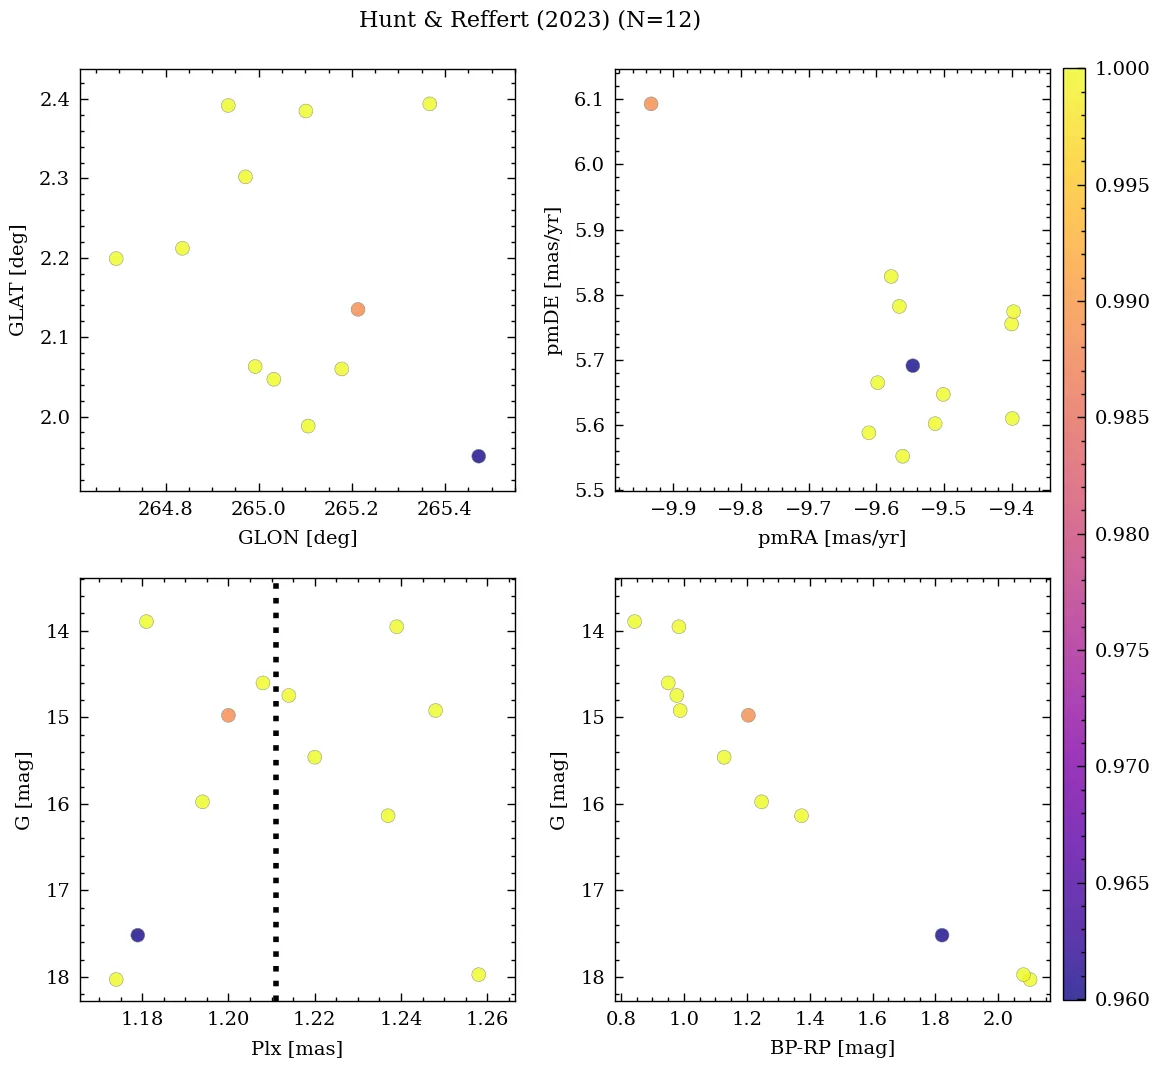 Hunt & Reffert (2023) (N=12)
2.4
2.3
2.2
2.1
2.0
GLAT [deg]
264.8 265.0 265.2 265.4
GLON [deg]
6.1
6.0
5.9
5.8
5.7
5.6
5.5
pmDE [mas/yr]
−9.9 −9.8 −9.7 −9.6 −9.5 −9.4
pmRA [mas/yr]
14
15
16
17
18
G [mag]
1.18 1.20 1.22 1.24 1.26
Plx [mas]
14
15
16
17
18
G [mag]
0.8 1.0 1.2 1.4 1.6 1.8 2.0
BP-RP [mag]
1.000
0.995
0.990
0.985
0.980
0.975
0.970
0.965
0.960